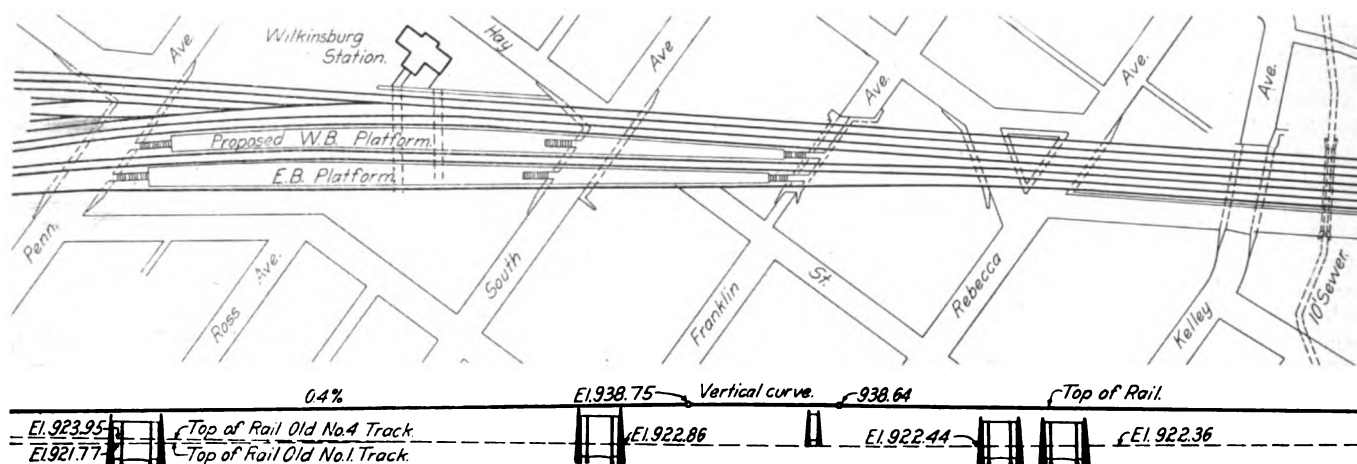 Wilkinsburg
Station.
Hay
Ave.
Ave
Ave.
Ave.
Ave.
Proposed W.B. Platform.
E.B. Platform.
Penn.
Ross
Ave.
South
Franklin
St.
Rebecca
Kelley
10' Sewer.
0.4%
El. 938.75
Vertical curve.
938.64
Top of Rail.
El. 923.95
Top of Rail Old No.4 Track.
El. 921.77
Top of Rail Old No.1. Track.
El. 922.86
El. 922.44
El. 922.36